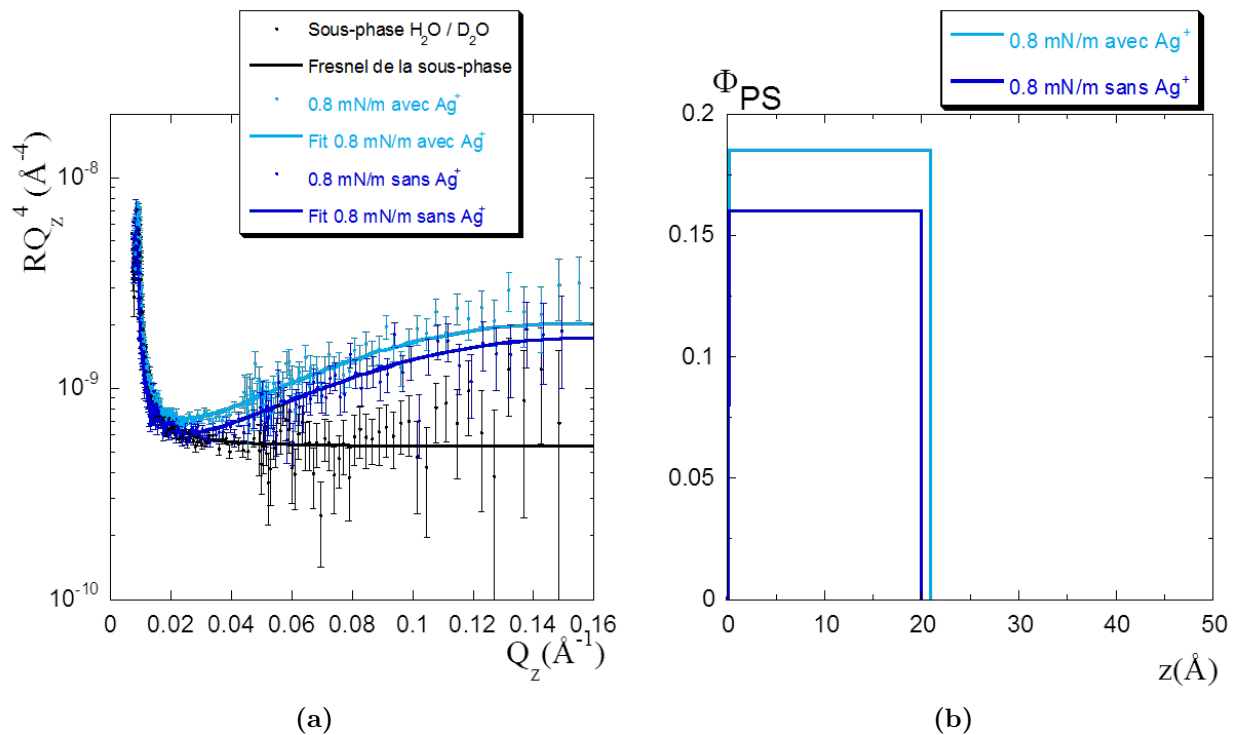 Sous-phase H₂O / D₂O
Fresnel de la sous-phase
0.8 mN/m avec Ag⁺
Fit 0.8 mN/m avec Ag⁺
0.8 mN/m sans Ag⁺
Fit 0.8 mN/m sans Ag⁺
RQ_z^4 (Å^-4)
10⁻⁸
10⁻⁹
10⁻¹⁰
0 0.02 0.04 0.06 0.08 0.1 0.12 0.14 0.16
Q_z(Å⁻¹)
(a)
0.8 mN/m avec Ag⁺
0.8 mN/m sans Ag⁺
Φ_PS
0.2
0.15
0.1
0.05
0
0 10 20 30 40 50
z(Å)
(b)